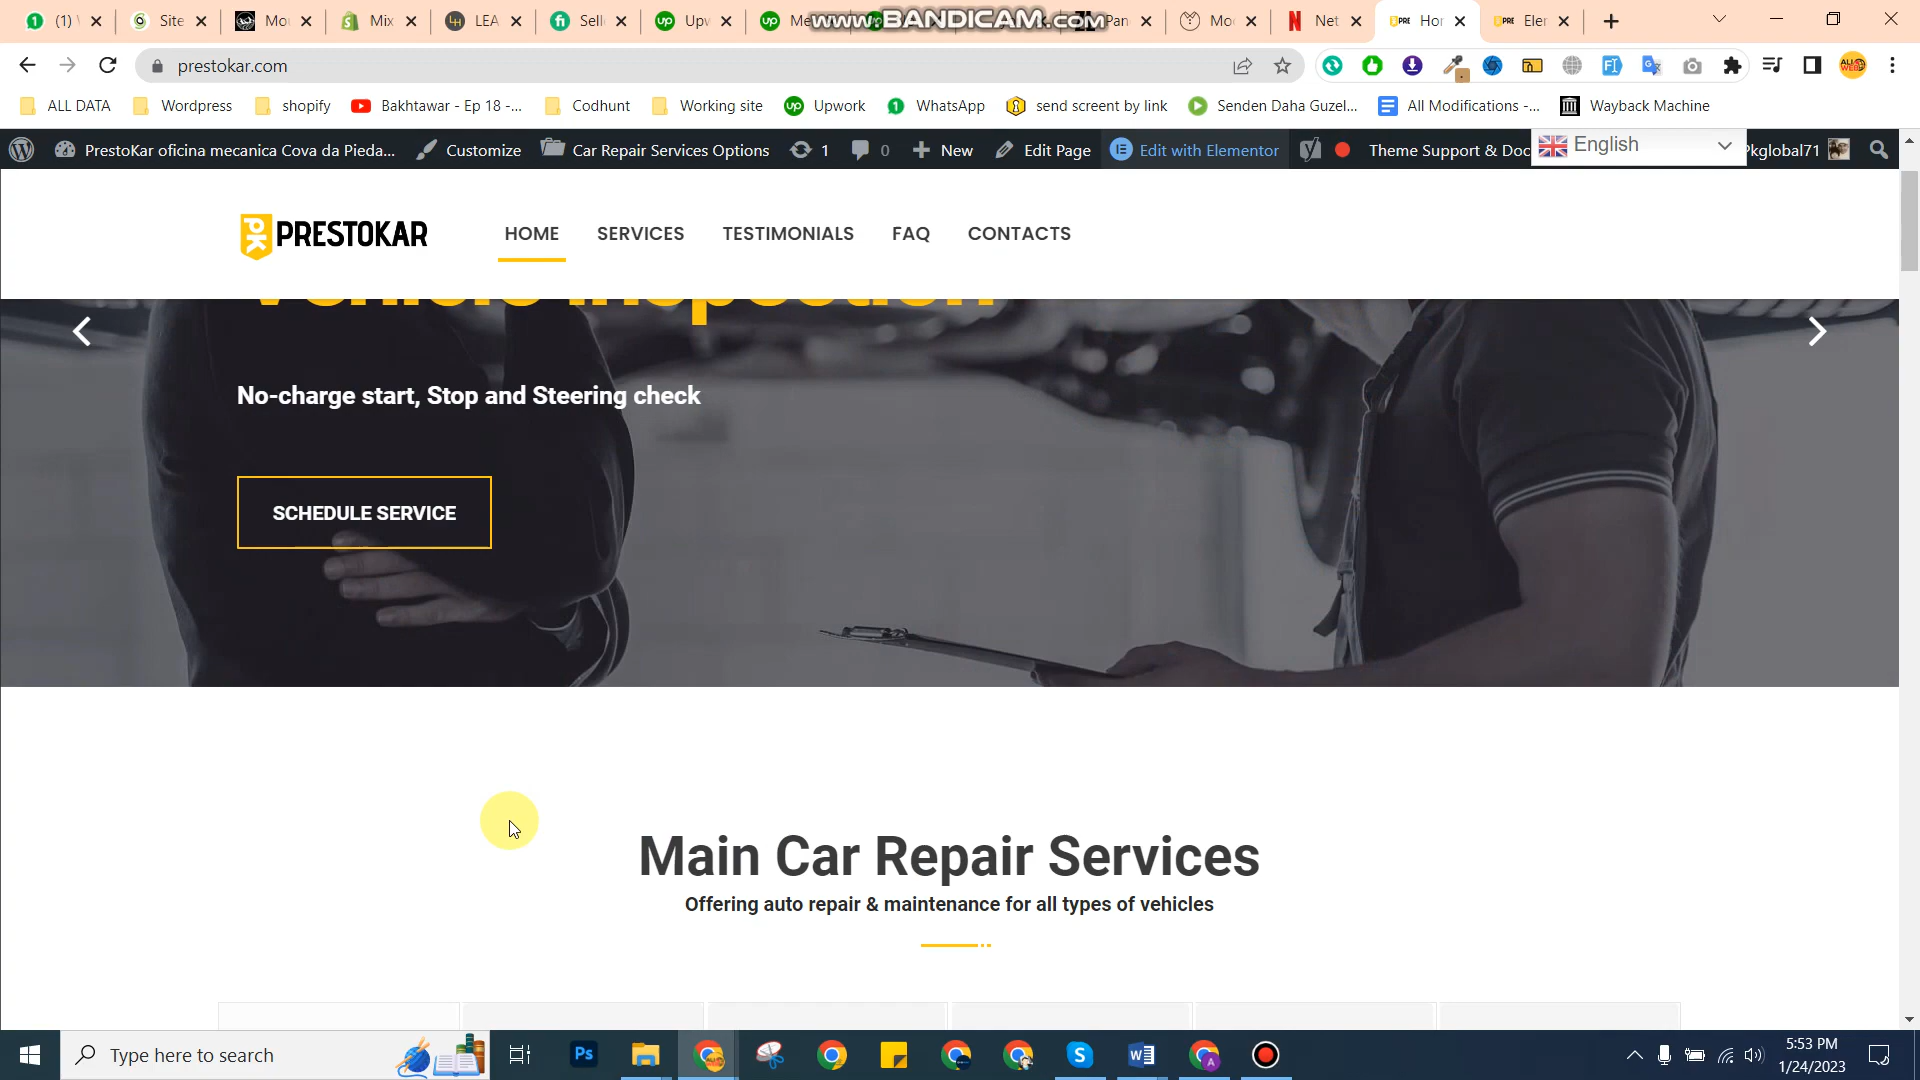 (1) \
Site
Mo
Mix
LEA
Sell
Upw
Me
Pan
Mo
Net
Hor
Eler
www.BANDICAM.com
prestokar.com
ALL DATA
Wordpress
shopify
Bakhtawar - Ep 18 -...
Codhunt
Working site
Upwork
WhatsApp
send screent by link
Senden Daha Guzel...
All Modifications -...
Wayback Machine
PrestoKar oficina mecanica Cova da Pieda...
Customize
Car Repair Services Options
1
0
New
Edit Page
Edit with Elementor
Theme Support & Doc
English
Pkglobal71
PK PRESTOKAR
HOME
SERVICES
TESTIMONIALS
FAQ
CONTACTS
Vehicle Inspection
No-charge start, Stop and Steering check
SCHEDULE SERVICE
Main Car Repair Services
Offering auto repair & maintenance for all types of vehicles
Type here to search
5:53 PM
1/24/2023